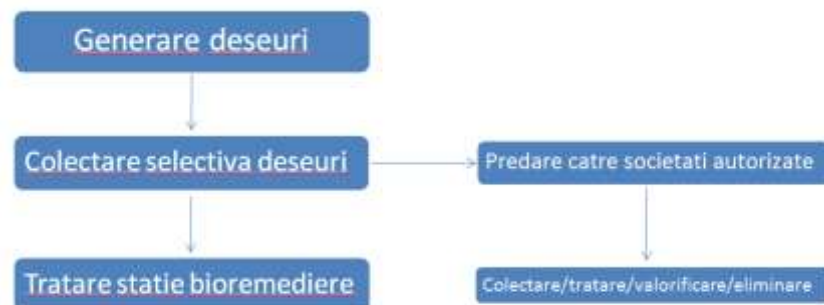 Generare deseuri
Colectare selectiva deseuri
Predare catre societati autorizate
Tratare statie bioremediere
Colectare/tratare/valorificare/eliminare